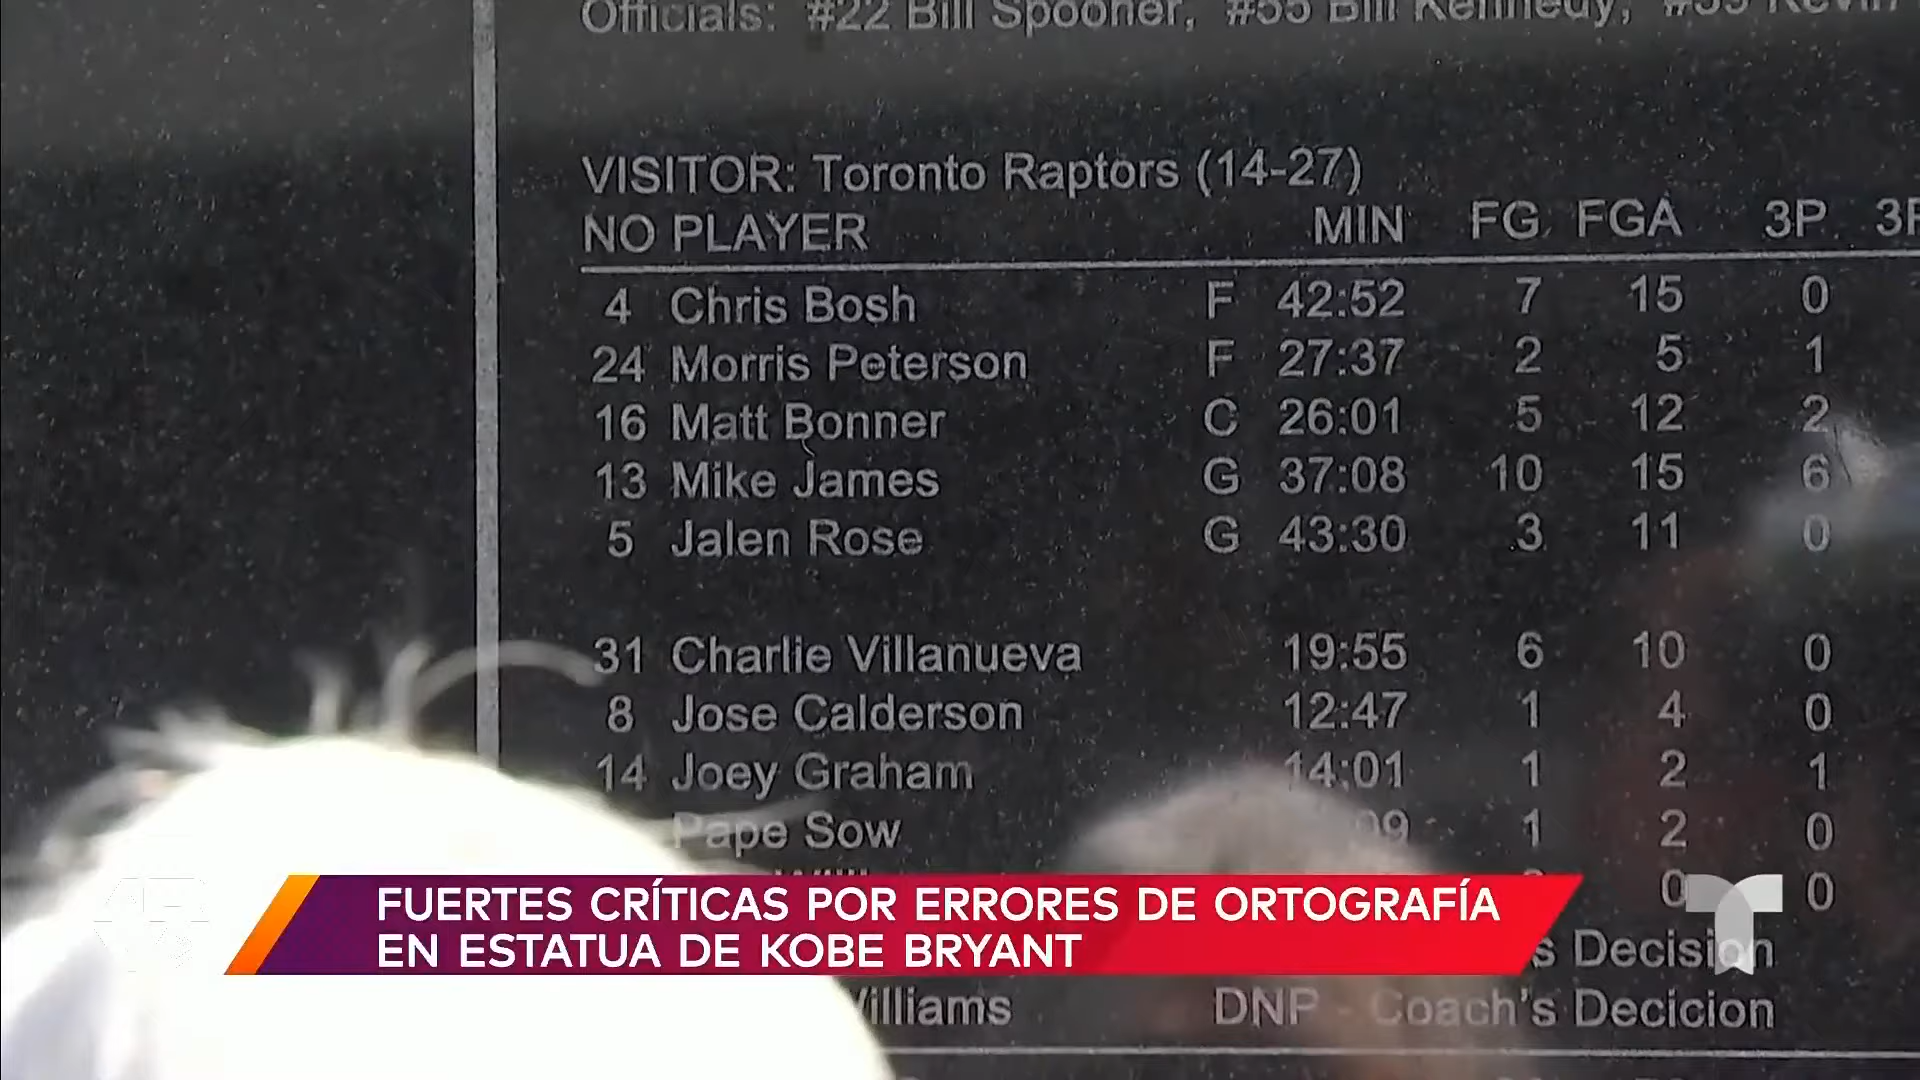 Officials: #22 Bill Spooner, #55 Bill Kennedy, #59 Kevin
VISITOR: Toronto Raptors (14-27)
NO PLAYER MIN FG FGA 3P
4 Chris Bosh F 42:52 7 15 0
24 Morris Peterson F 27:37 2 5 1
16 Matt Bonner C 26:01 5 12 2
13 Mike James G 37:08 10 15 6
5 Jalen Rose G 43:30 3 11 0
31 Charlie Villanueva 19:55 6 10 0
8 Jose Calderson 12:47 1 4 0
14 Joey Graham 14:01 1 2 1
Pape Sow 09 1 2 0
0 0
FUERTES CRÍTICAS POR ERRORES DE ORTOGRAFÍA
EN ESTATUA DE KOBE BRYANT
s Decision
Williams DNP - Coach's Decicion